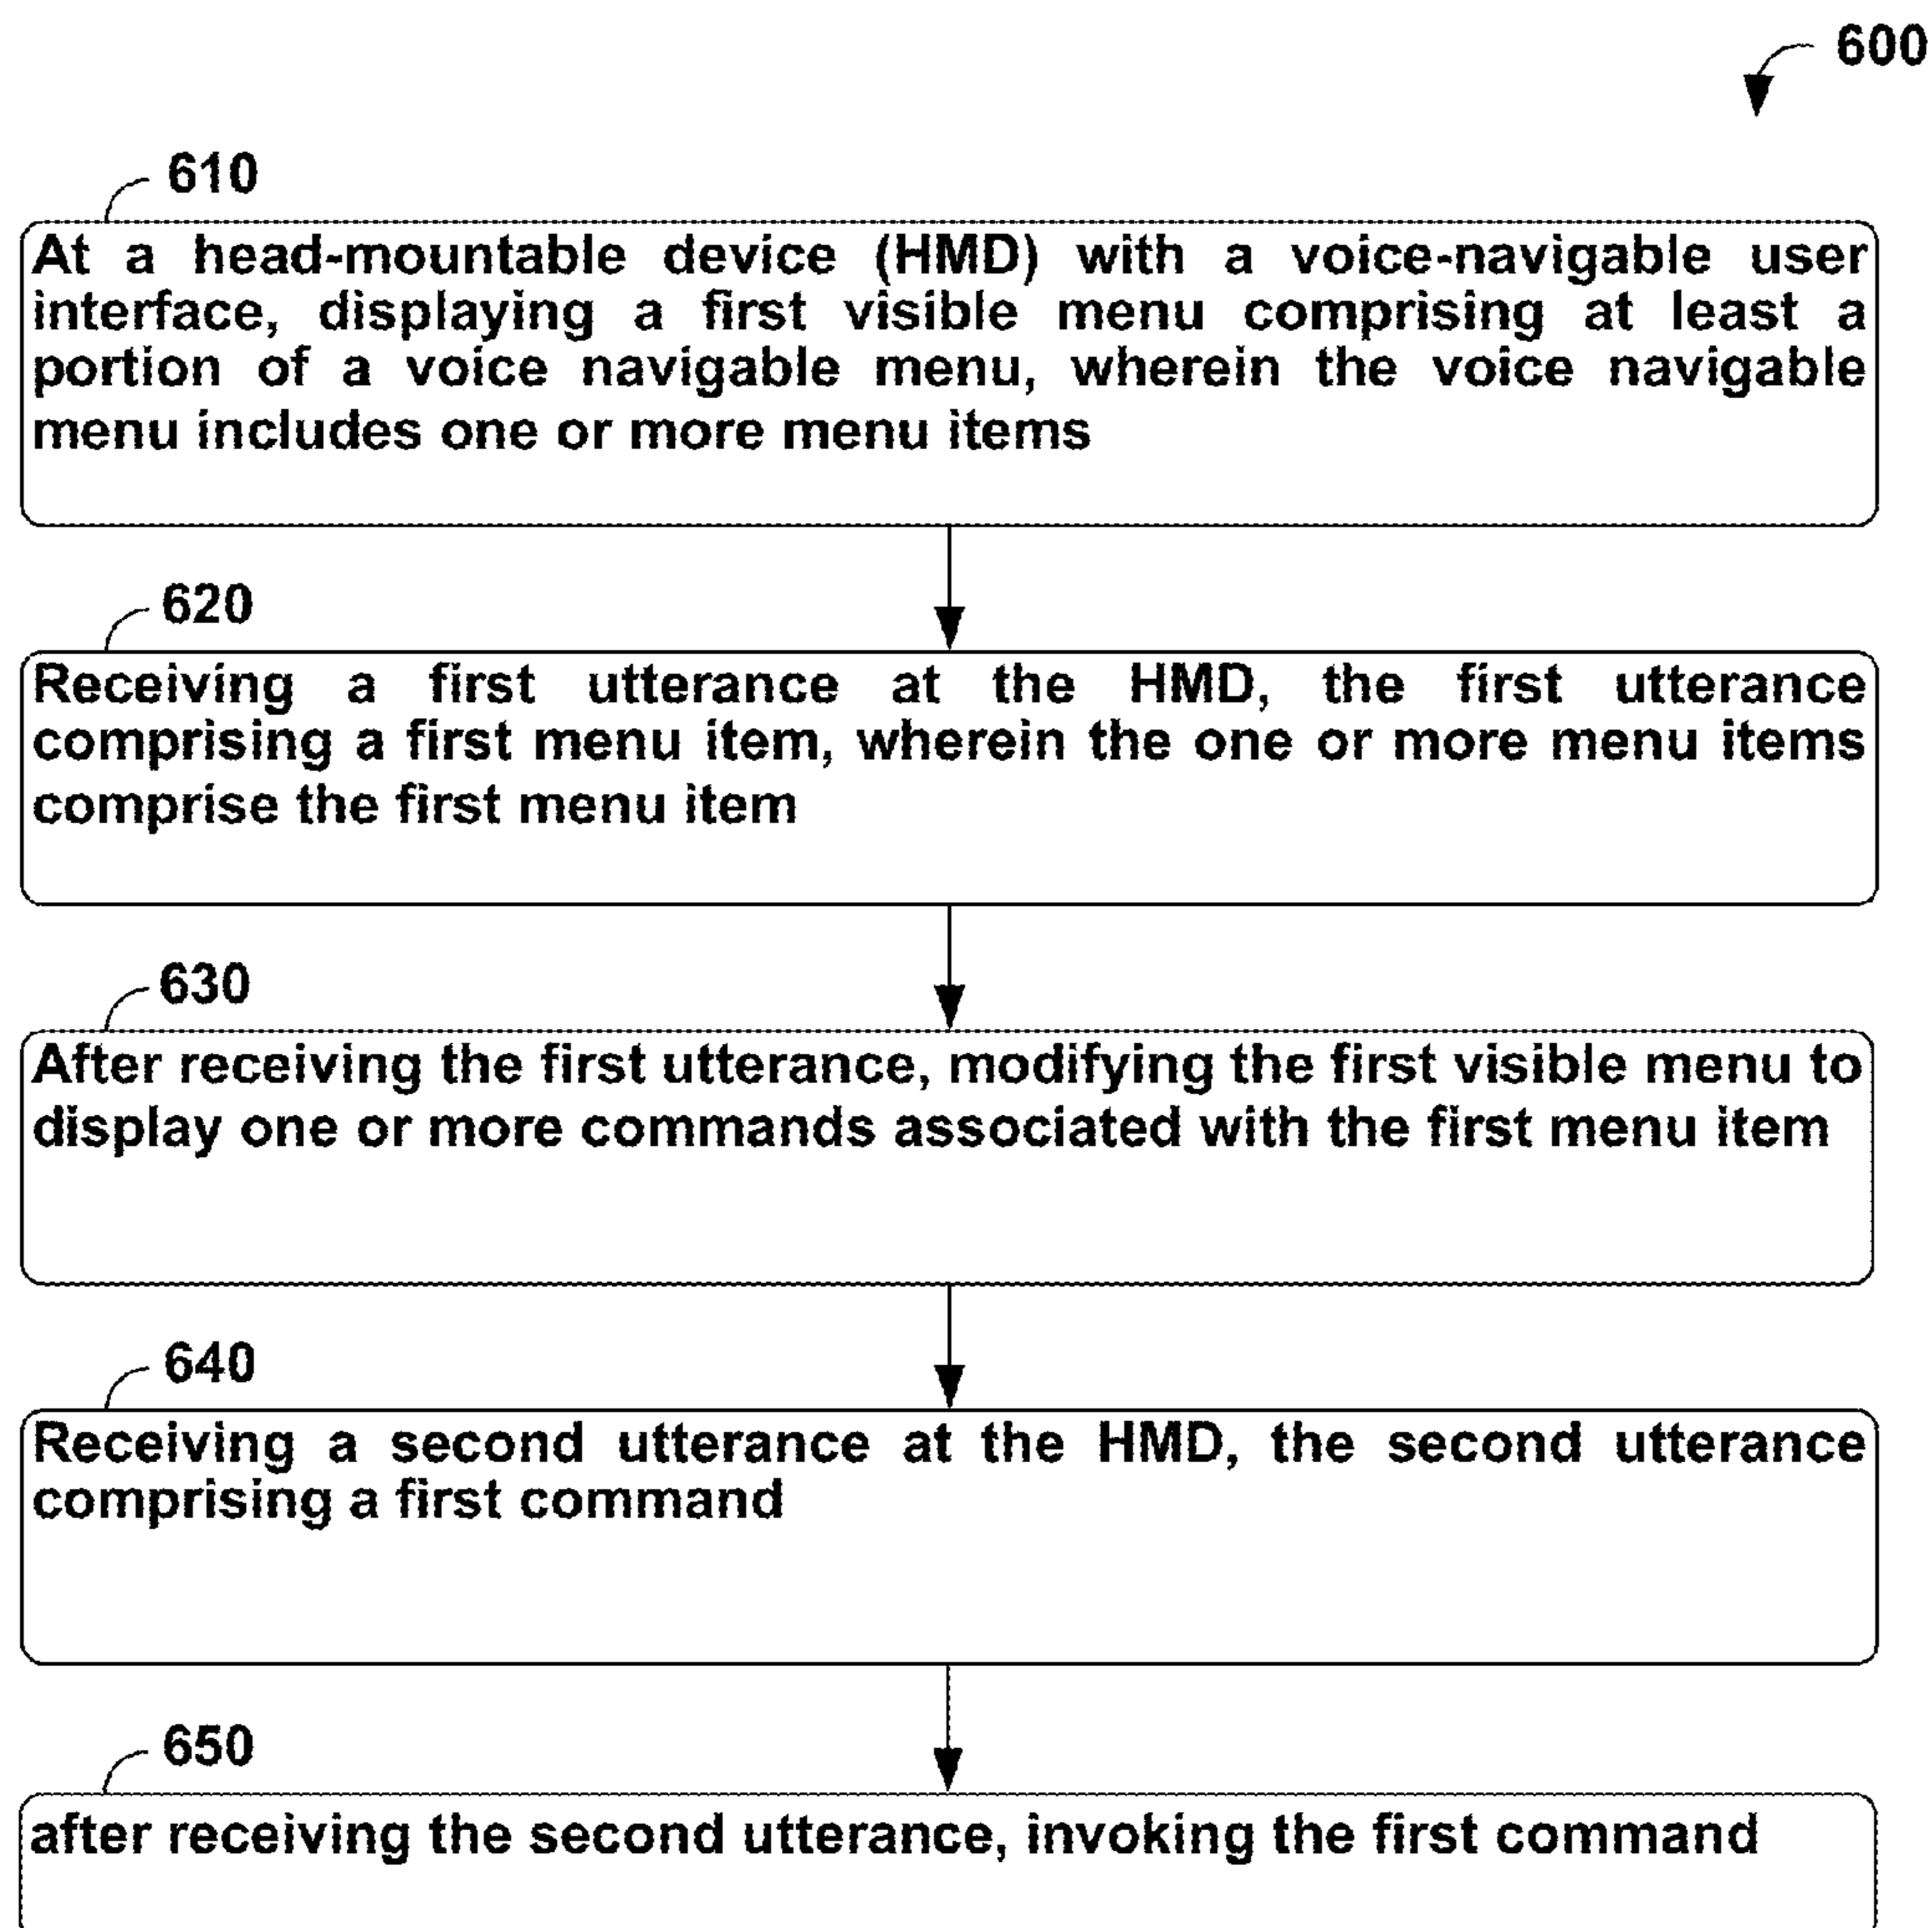 600
610
At a head-mountable device (HMD) with a voice-navigable user
interface, displaying a first visible menu comprising at least a
portion of a voice navigable menu, wherein the voice navigable
menu includes one or more menu items
620
Receiving a first utterance at the HMD, the first utterance
comprising a first menu item, wherein the one or more menu items
comprise the first menu item
630
After receiving the first utterance, modifying the first visible menu to
display one or more commands associated with the first menu item
640
Receiving a second utterance at the HMD, the second utterance
comprising a first command
650
after receiving the second utterance, invoking the first command